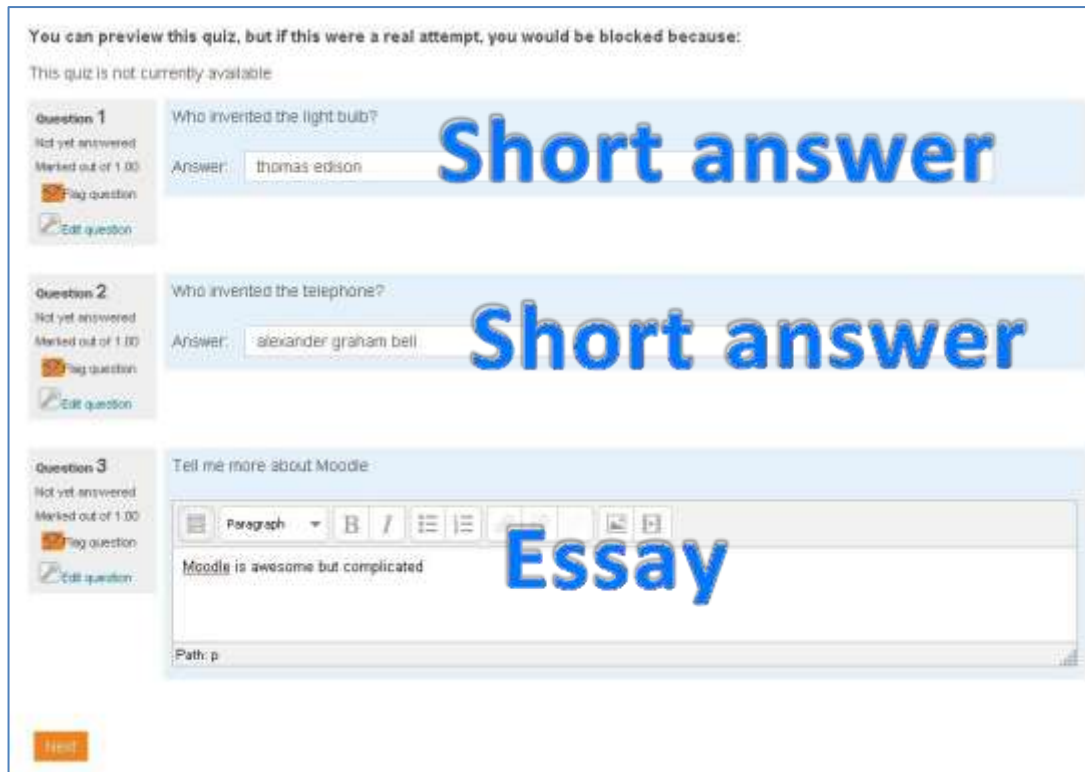 You can preview this quiz, but if this were a real attempt, you would be blocked because:
This quiz is not currently available
Question 1
Not yet answered
Marked out of 1.00
Flag question
Edit question
Who invented the light bulb?
Answer: thomas edison
Short answer
Question 2
Not yet answered
Marked out of 1.00
Flag question
Edit question
Who invented the telephone?
Answer: alexander graham bell
Short answer
Question 3
Not yet answered
Marked out of 1.00
Flag question
Edit question
Tell me more about Moodle
Paragraph B I
Moodle is awesome but complicated
Essay
Path: p
Next